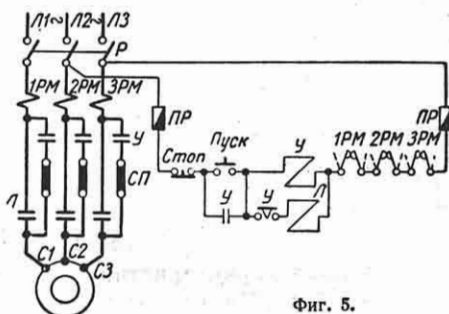 Л1~ Л2~ Л3
Р
1РМ 2РМ 3РМ
ПР
ПР
У
Пуск
У
1РМ 2РМ 3РМ
Стоп
СП
Л
У
У
Л
С1 С2 С3
Фиг. 5.